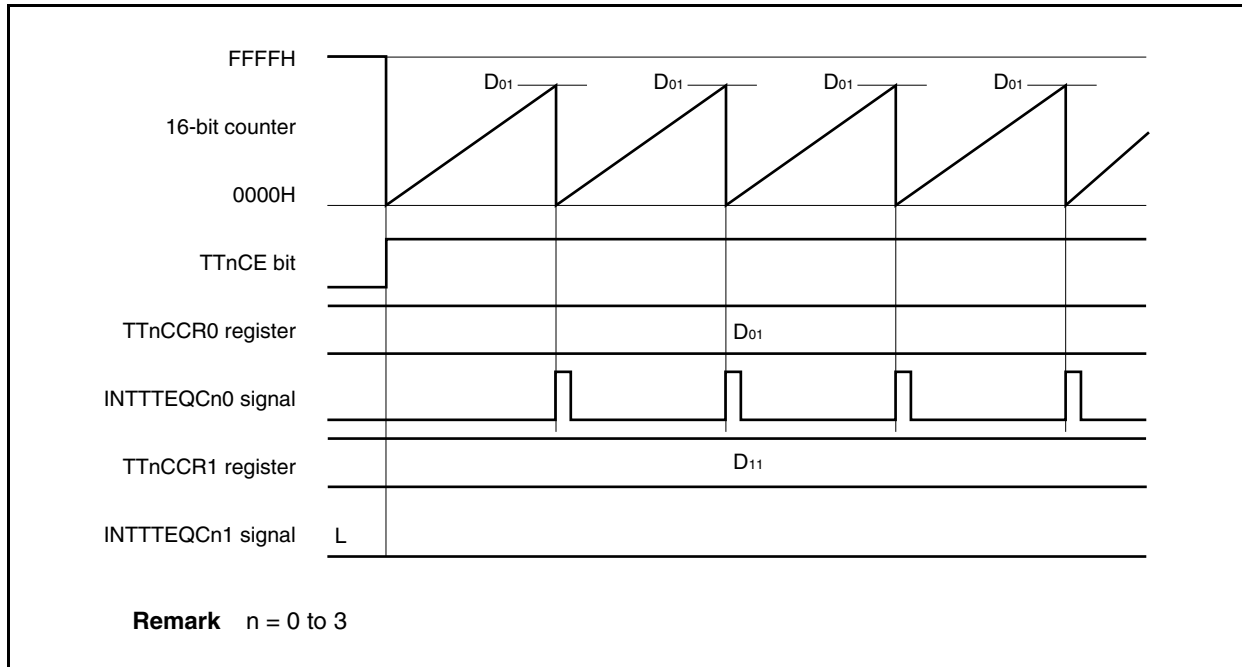 FFFFH
D01 D01 D01 D01
16-bit counter
0000H
TTnCE bit
TTnCCR0 register D01
INTTTEQCn0 signal
TTnCCR1 register D11
INTTTEQCn1 signal L
Remark n = 0 to 3